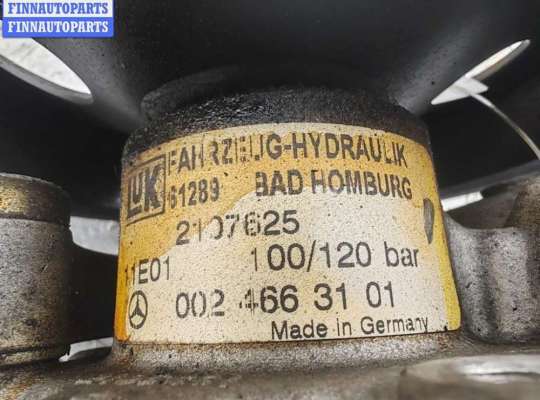 FINNAUTOPARTS
FINNAUTOPARTS
LUK FAHRZEUG-HYDRAULIK
61289 BAD HOMBURG
2107625
11E01 100/120 bar
002 466 31 01
Made in Germany